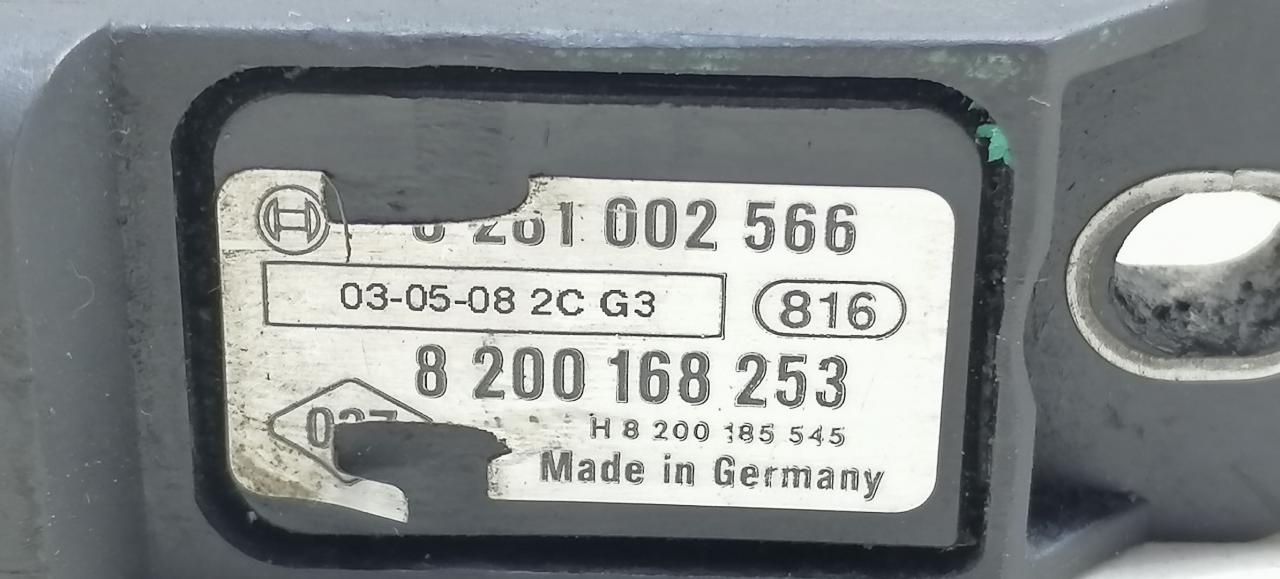 0 281 002 566
03-05-08 2C G3
816
8 200 168 253
037
H 8 200 185 545
Made in Germany